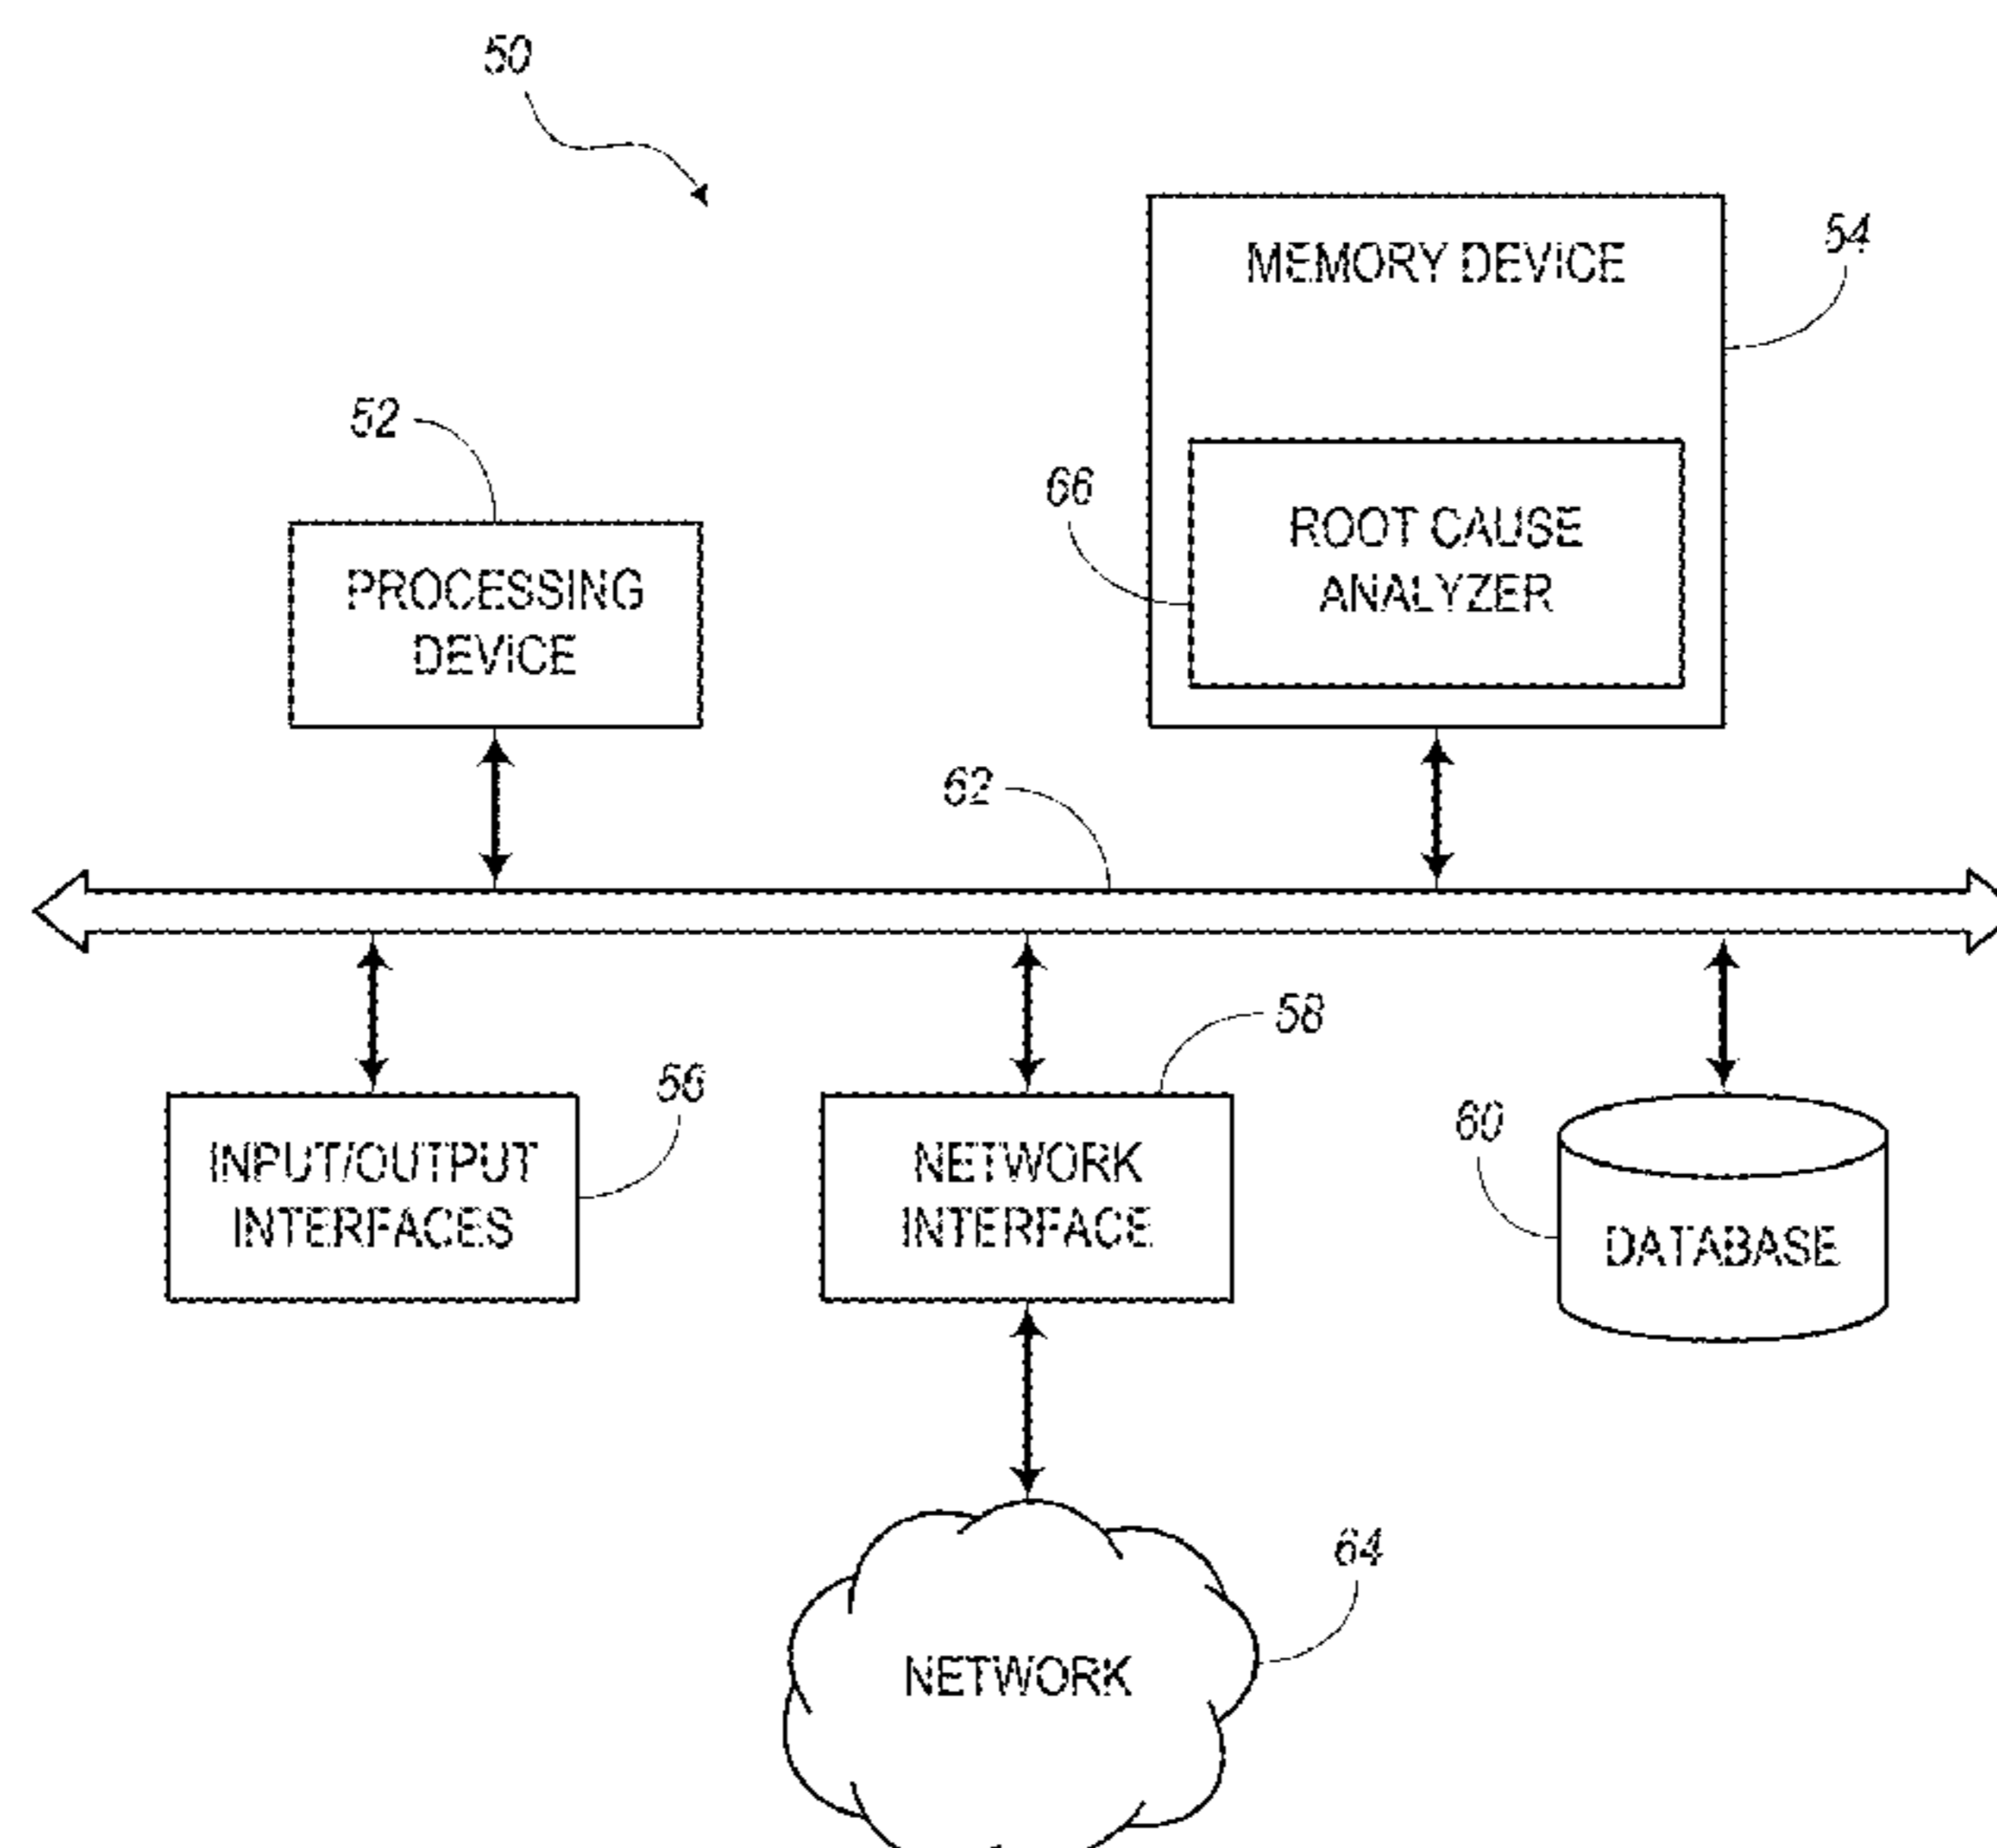 50
MEMORY DEVICE
54
52
66
ROOT CAUSE
ANALYZER
PROCESSING
DEVICE
62
58
56
INPUT/OUTPUT
INTERFACES
NETWORK
INTERFACE
60
DATABASE
64
NETWORK